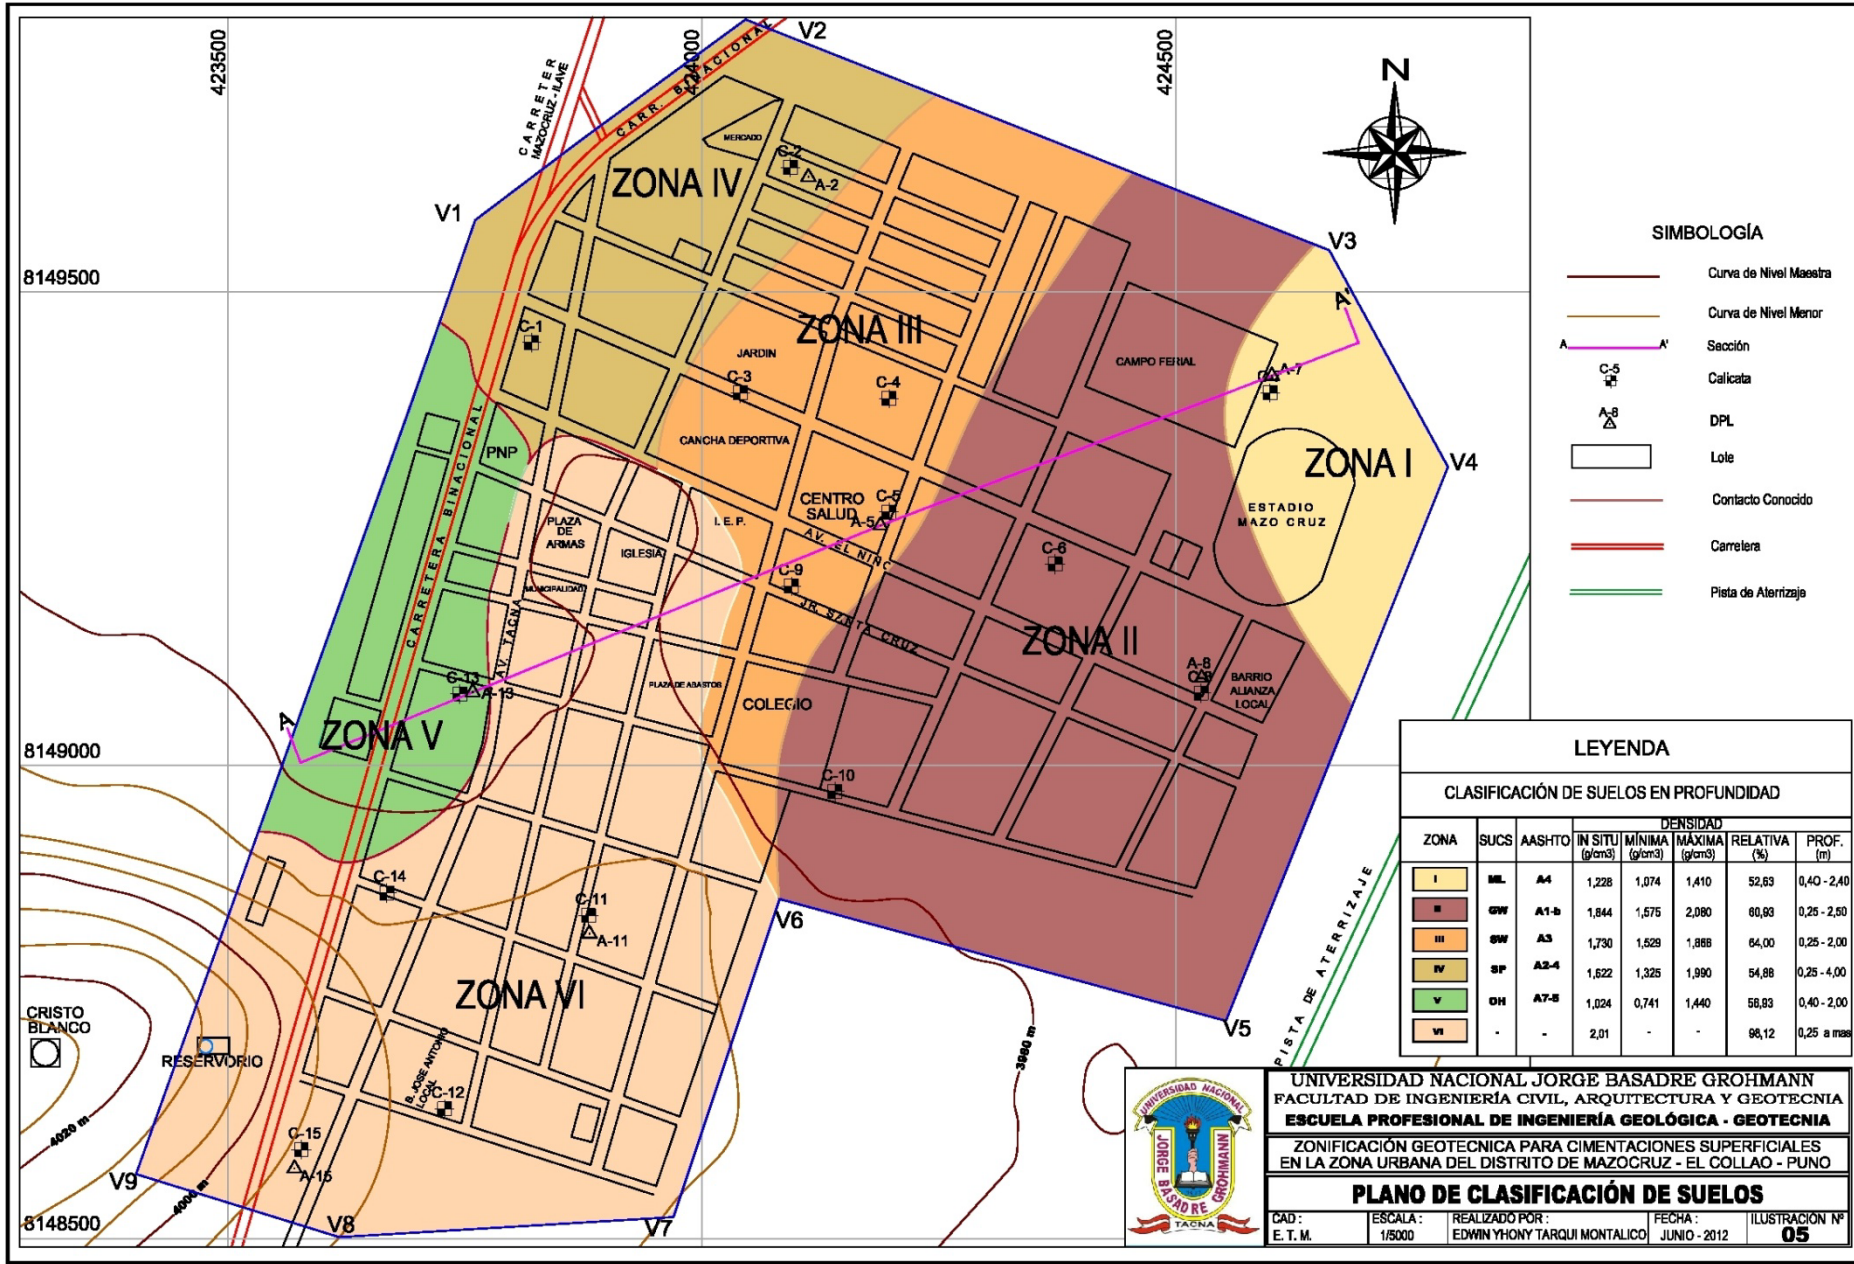 423500
424000
424500
8149500
8149000
8148500
V1
V2
V3
V4
V5
V6
V7
V8
V9
N
CARRETER
MAZOCRUZ - ILAVE
CARR. BINACIONAL
MERCADO
C-2
A-2
ZONA IV
C-1
ZONA III
JARDIN
C-3
C-4
CANCHA DEPORTIVA
CAMPO FERIAL
A'
A-7
ZONA I
ESTADIO
MAZO CRUZ
PNP
CARRETERA BINACIONAL
PLAZA
DE
ARMAS
IGLESIA
MUNICIPALIDAD
I.E.P.
CENTRO
SALUD
C-5
A-5
AV. EL NIÑO
C-9
JR. SANTA CRUZ
C-6
ZONA II
A-8
C-8
BARRIO
ALIANZA
LOCAL
AV. TACNA
C-13
A-13
A
ZONA V
PLAZA DE ABASTOS
COLEGIO
C-10
C-14
C-11
A-11
ZONA VI
CRISTO
BLANCO
RESERVORIO
B. JOSE ANTONIO
LOCAL
C-12
C-15
A-15
4020 m
4000 m
3980 m
PISTA DE ATERRIZAJE
SIMBOLOGÍA
Curva de Nivel Maestra
Curva de Nivel Menor
A A' Sección
C-5 Calicata
A-8 DPL
Lote
Contacto Conocido
Carretera
Pista de Aterrizaje
LEYENDA
CLASIFICACIÓN DE SUELOS EN PROFUNDIDAD
DENSIDAD
ZONA SUCS AASHTO IN SITU (g/cm3) MÍNIMA (g/cm3) MÁXIMA (g/cm3) RELATIVA (%) PROF. (m)
I ML A4 1,228 1,074 1,410 52,63 0,40 - 2,40
II GW A1-b 1,844 1,575 2,080 60,93 0,25 - 2,50
III SW A3 1,730 1,529 1,868 64,00 0,25 - 2,00
IV SP A2-4 1,622 1,325 1,990 54,88 0,25 - 4,00
V OH A7-5 1,024 0,741 1,440 56,93 0,40 - 2,00
VI - - 2,01 - - 98,12 0,25 a mas
UNIVERSIDAD NACIONAL
JORGE BASADRE GROHMANN
TACNA
UNIVERSIDAD NACIONAL JORGE BASADRE GROHMANN
FACULTAD DE INGENIERÍA CIVIL, ARQUITECTURA Y GEOTECNIA
ESCUELA PROFESIONAL DE INGENIERÍA GEOLÓGICA - GEOTECNIA
ZONIFICACIÓN GEOTECNICA PARA CIMENTACIONES SUPERFICIALES
EN LA ZONA URBANA DEL DISTRITO DE MAZOCRUZ - EL COLLAO - PUNO
PLANO DE CLASIFICACIÓN DE SUELOS
CAD : ESCALA : REALIZADO POR : FECHA : ILUSTRACIÓN Nº
E. T. M. 1/5000 EDWIN YHONY TARQUI MONTALICO JUNIO - 2012 05